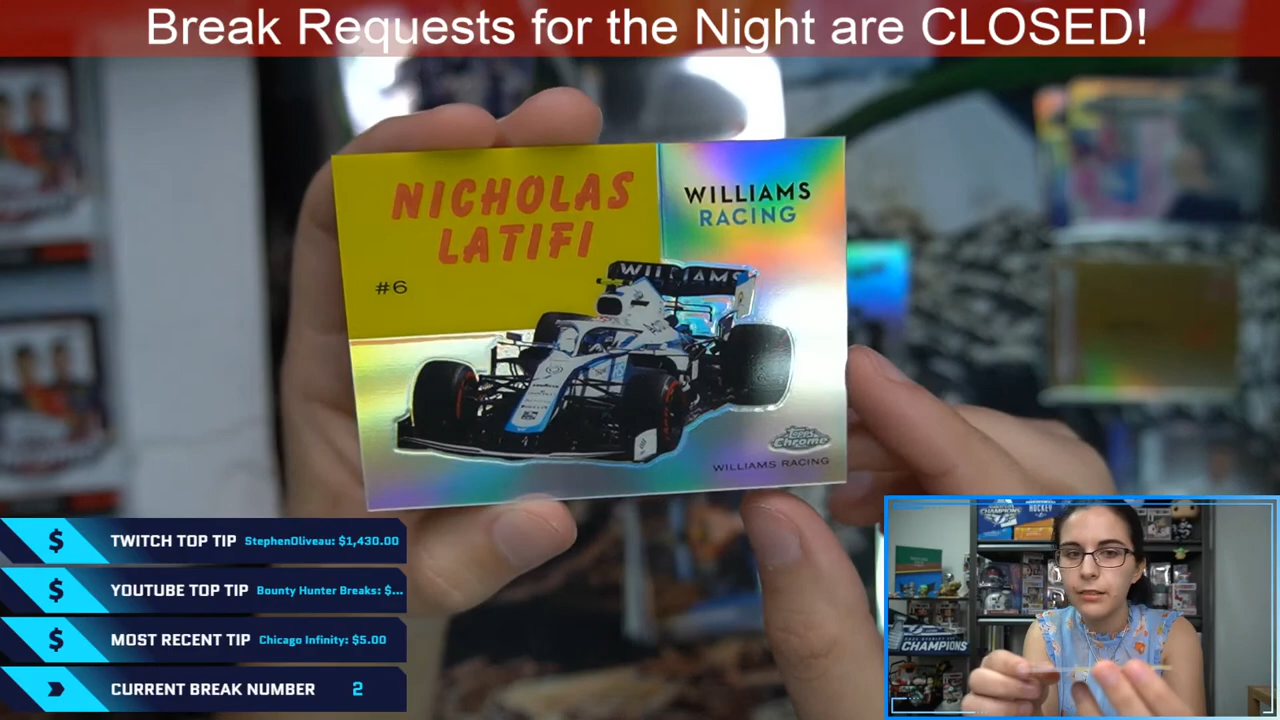 Break Requests for the Night are CLOSED!
NICHOLAS
LATIFI
#6
WILLIAMS
RACING
WILLIAMS
Topps
Chrome
WILLIAMS RACING
TWITCH TOP TIP StephenOliveau: $1,430.00
YOUTUBE TOP TIP Bounty Hunter Breaks: $...
MOST RECENT TIP Chicago Infinity: $5.00
CURRENT BREAK NUMBER 2
CHAMPIONS
HOCKEY
CHAMPIONS